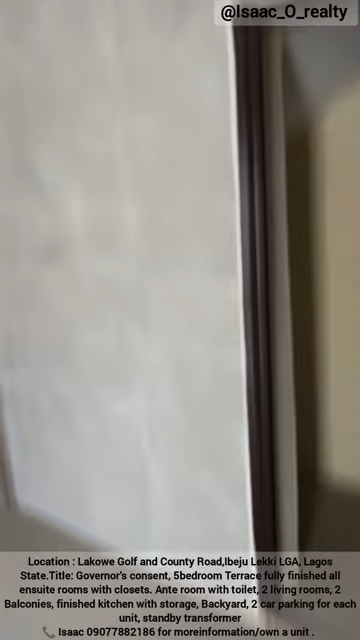 @Isaac_O_realty
Location : Lakowe Golf and County Road,Ibeju Lekki LGA, Lagos
State.Title: Governor's consent, 5bedroom Terrace fully finished all
ensuite rooms with closets. Ante room with toilet, 2 living rooms, 2
Balconies, finished kitchen with storage, Backyard, 2 car parking for each
unit, standby transformer
📞 Isaac 09077882186 for moreinformation/own a unit .